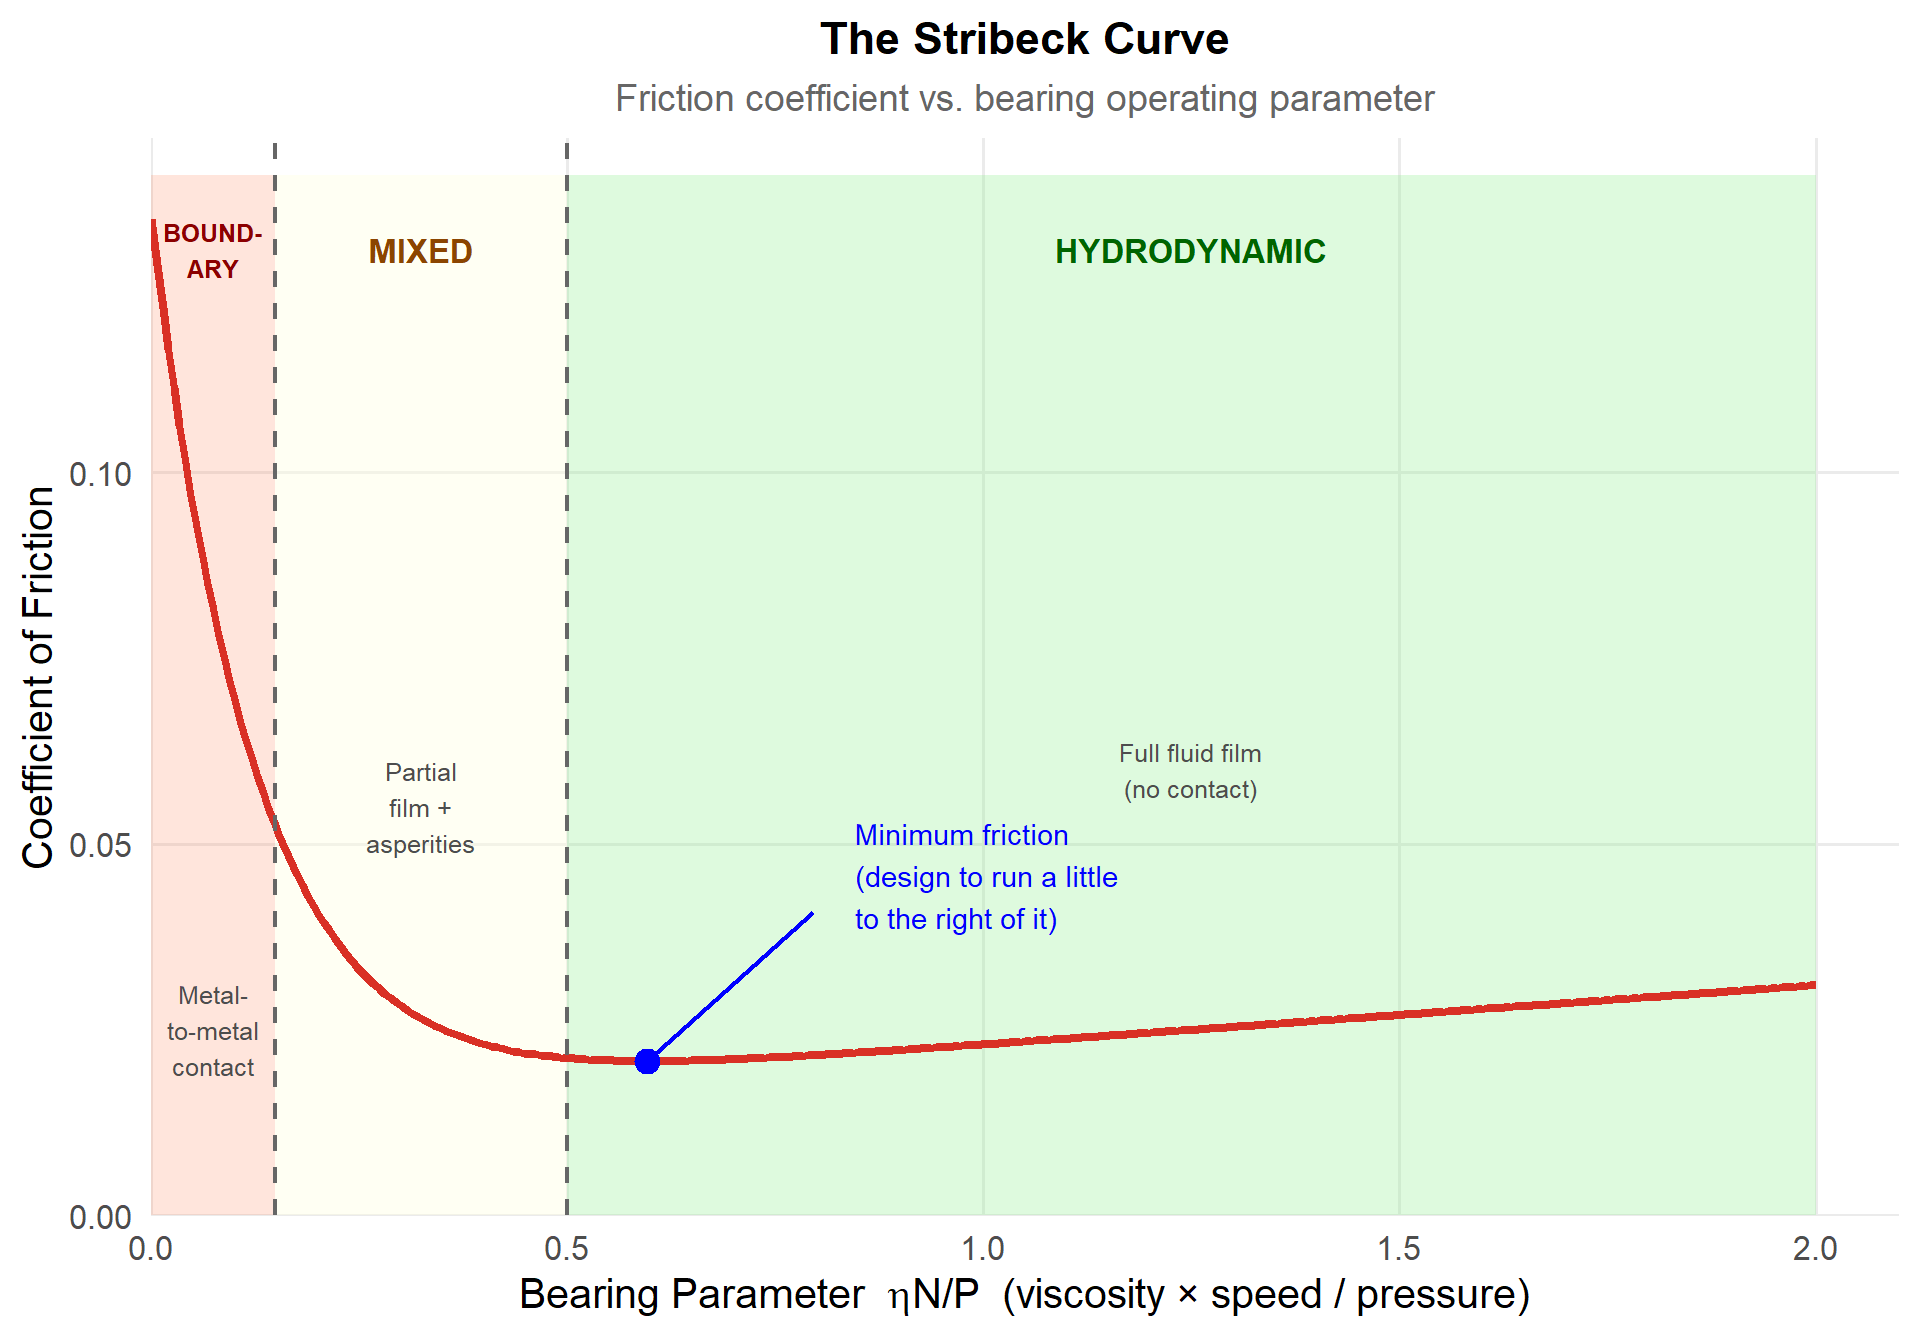 The Stribeck Curve
Friction coefficient vs. bearing operating parameter
BOUND-
ARY
MIXED
HYDRODYNAMIC
Coefficient of Friction
0.10
0.05
0.00
Partial
film +
asperities
Full fluid film
(no contact)
Minimum friction
(design to run a little
to the right of it)
Metal-
to-metal
contact
0.0 0.5 1.0 1.5 2.0
Bearing Parameter ηN/P (viscosity × speed / pressure)